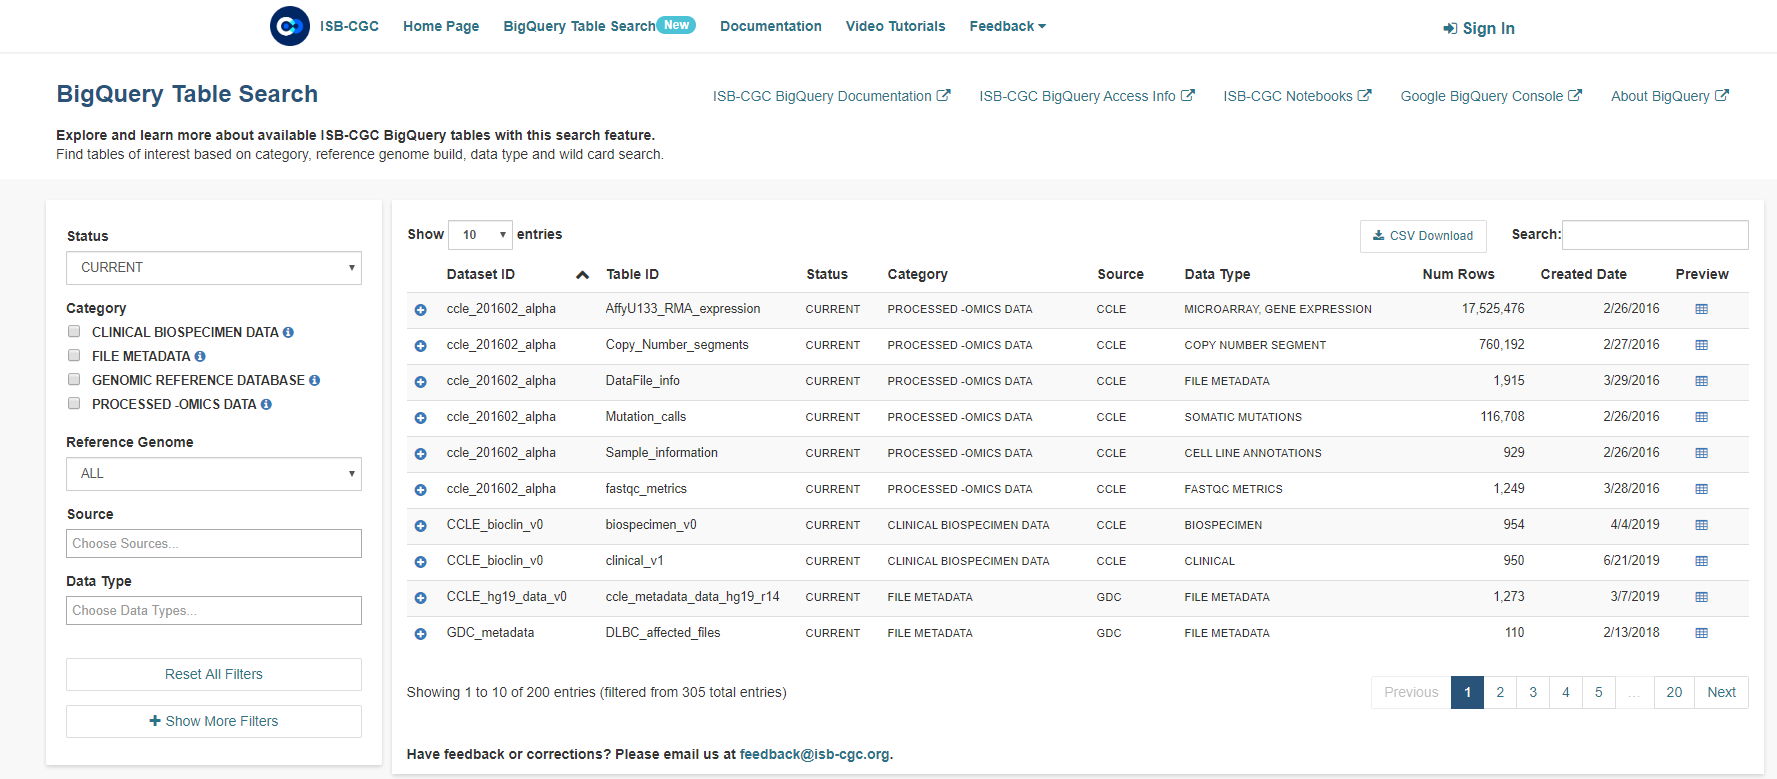 ISB-CGC Home Page BigQuery Table Search New Documentation Video Tutorials Feedback Sign In
BigQuery Table Search
ISB-CGC BigQuery Documentation ISB-CGC BigQuery Access Info ISB-CGC Notebooks Google BigQuery Console About BigQuery
Explore and learn more about available ISB-CGC BigQuery tables with this search feature.
Find tables of interest based on category, reference genome build, data type and wild card search.
Status
CURRENT
Category
CLINICAL BIOSPECIMEN DATA
FILE METADATA
GENOMIC REFERENCE DATABASE
PROCESSED -OMICS DATA
Reference Genome
ALL
Source
Choose Sources...
Data Type
Choose Data Types...
Reset All Filters
Show More Filters
Show 10 entries CSV Download Search:
Dataset ID Table ID Status Category Source Data Type Num Rows Created Date Preview
ccle_201602_alpha AffyU133_RMA_expression CURRENT PROCESSED -OMICS DATA CCLE MICROARRAY, GENE EXPRESSION 17,525,476 2/26/2016
ccle_201602_alpha Copy_Number_segments CURRENT PROCESSED -OMICS DATA CCLE COPY NUMBER SEGMENT 760,192 2/27/2016
ccle_201602_alpha DataFile_info CURRENT PROCESSED -OMICS DATA CCLE FILE METADATA 1,915 3/29/2016
ccle_201602_alpha Mutation_calls CURRENT PROCESSED -OMICS DATA CCLE SOMATIC MUTATIONS 116,708 2/26/2016
ccle_201602_alpha Sample_information CURRENT PROCESSED -OMICS DATA CCLE CELL LINE ANNOTATIONS 929 2/26/2016
ccle_201602_alpha fastqc_metrics CURRENT PROCESSED -OMICS DATA CCLE FASTQC METRICS 1,249 3/28/2016
CCLE_bioclin_v0 biospecimen_v0 CURRENT CLINICAL BIOSPECIMEN DATA CCLE BIOSPECIMEN 954 4/4/2019
CCLE_bioclin_v0 clinical_v1 CURRENT CLINICAL BIOSPECIMEN DATA CCLE CLINICAL 950 6/21/2019
CCLE_hg19_data_v0 ccle_metadata_data_hg19_r14 CURRENT FILE METADATA GDC FILE METADATA 1,273 3/7/2019
GDC_metadata DLBC_affected_files CURRENT FILE METADATA GDC FILE METADATA 110 2/13/2018
Showing 1 to 10 of 200 entries (filtered from 305 total entries) Previous 1 2 3 4 5 ... 20 Next
Have feedback or corrections? Please email us at feedback@isb-cgc.org.